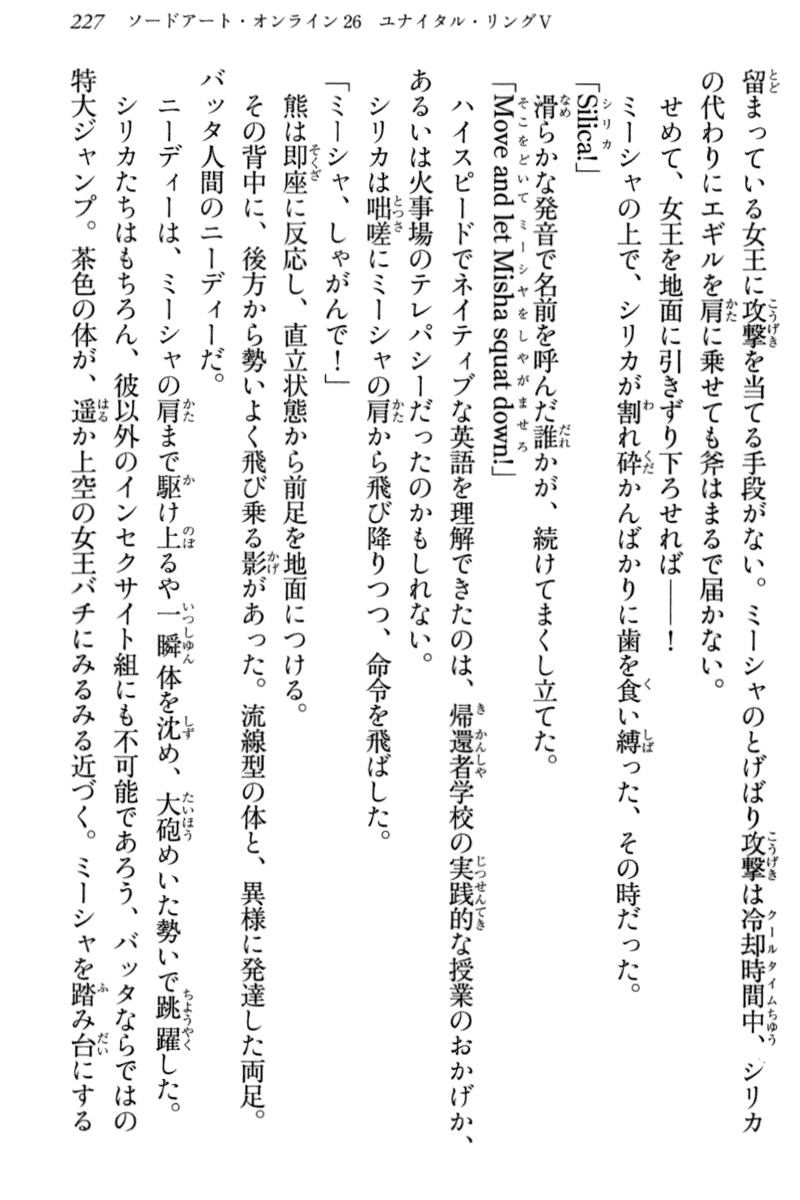 227　ソードアート・オンライン26　ユナイタル・リングⅤ
留まっている女王に攻撃を当てる手段がない。ミーシャのとげばり攻撃は冷却時間中、シリカ
の代わりにエギルを肩に乗せても斧はまるで届かない。
せめて、女王を地面に引きずり下ろせれば――！
ミーシャの上で、シリカが割れ砕かんばかりに歯を食い縛った、その時だった。
「Silica!」
滑らかな発音で名前を呼んだ誰かが、続けてまくし立てた。
「Move and let Misha squat down!」
ハイスピードでネイティブな英語を理解できたのは、帰還者学校の実践的な授業のおかげか、
あるいは火事場のテレパシーだったのかもしれない。
シリカは咄嗟にミーシャの肩から飛び降りつつ、命令を飛ばした。
「ミーシャ、しゃがんで！」
熊は即座に反応し、直立状態から前足を地面につける。
その背中に、後方から勢いよく飛び乗る影があった。流線型の体と、異様に発達した両足。
バッタ人間のニーディーだ。
ニーディーは、ミーシャの肩まで駆け上るや一瞬体を沈め、大砲めいた勢いで跳躍した。
シリカたちはもちろん、彼以外のインセクサイト組にも不可能であろう、バッタならではの
特大ジャンプ。茶色の体が、遥か上空の女王バチにみるみる近づく。ミーシャを踏み台にする